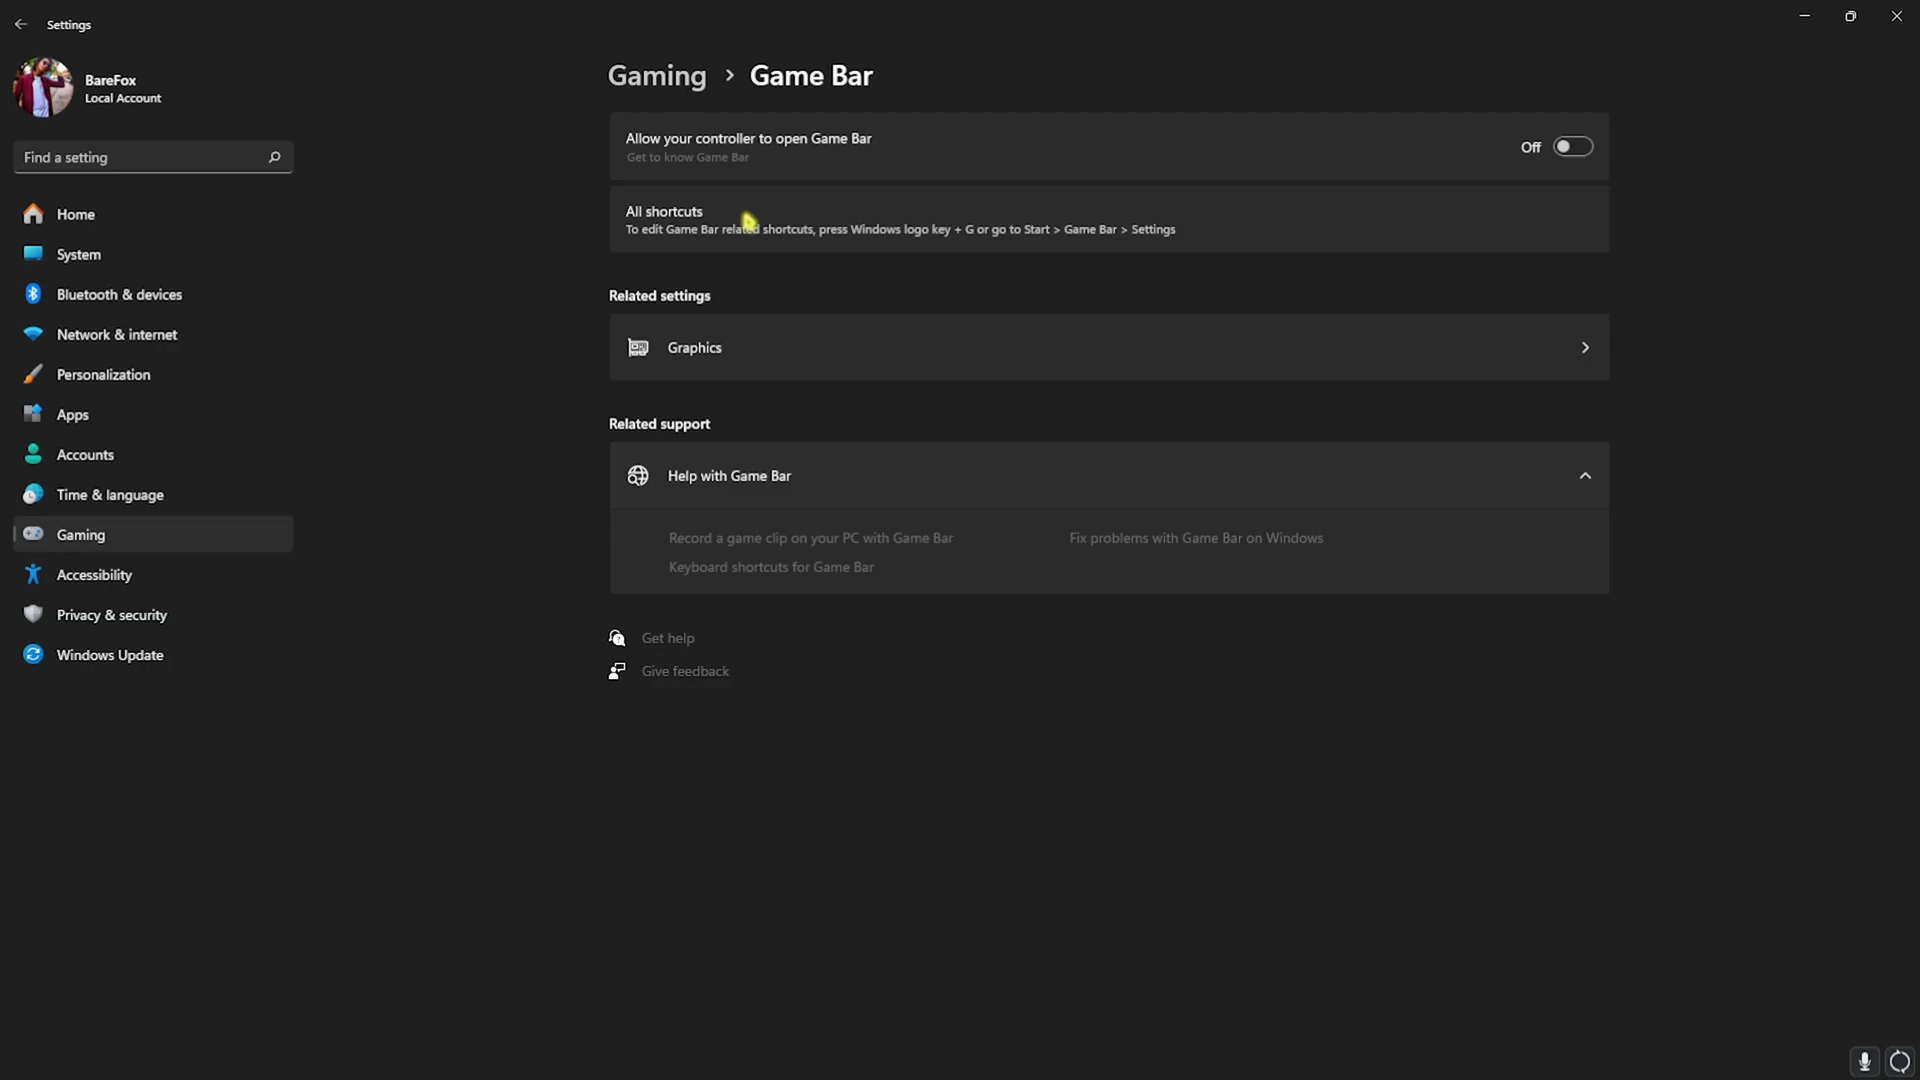 Settings
BareFox
Local Account
Find a setting
Home
System
Bluetooth & devices
Network & internet
Personalization
Apps
Accounts
Time & language
Gaming
Accessibility
Privacy & security
Windows Update
Gaming > Game Bar
Allow your controller to open Game Bar
Get to know Game Bar
Off
All shortcuts
To edit Game Bar related shortcuts, press Windows logo key + G or go to Start > Game Bar > Settings
Related settings
Graphics
Related support
Help with Game Bar
Record a game clip on your PC with Game Bar
Fix problems with Game Bar on Windows
Keyboard shortcuts for Game Bar
Get help
Give feedback